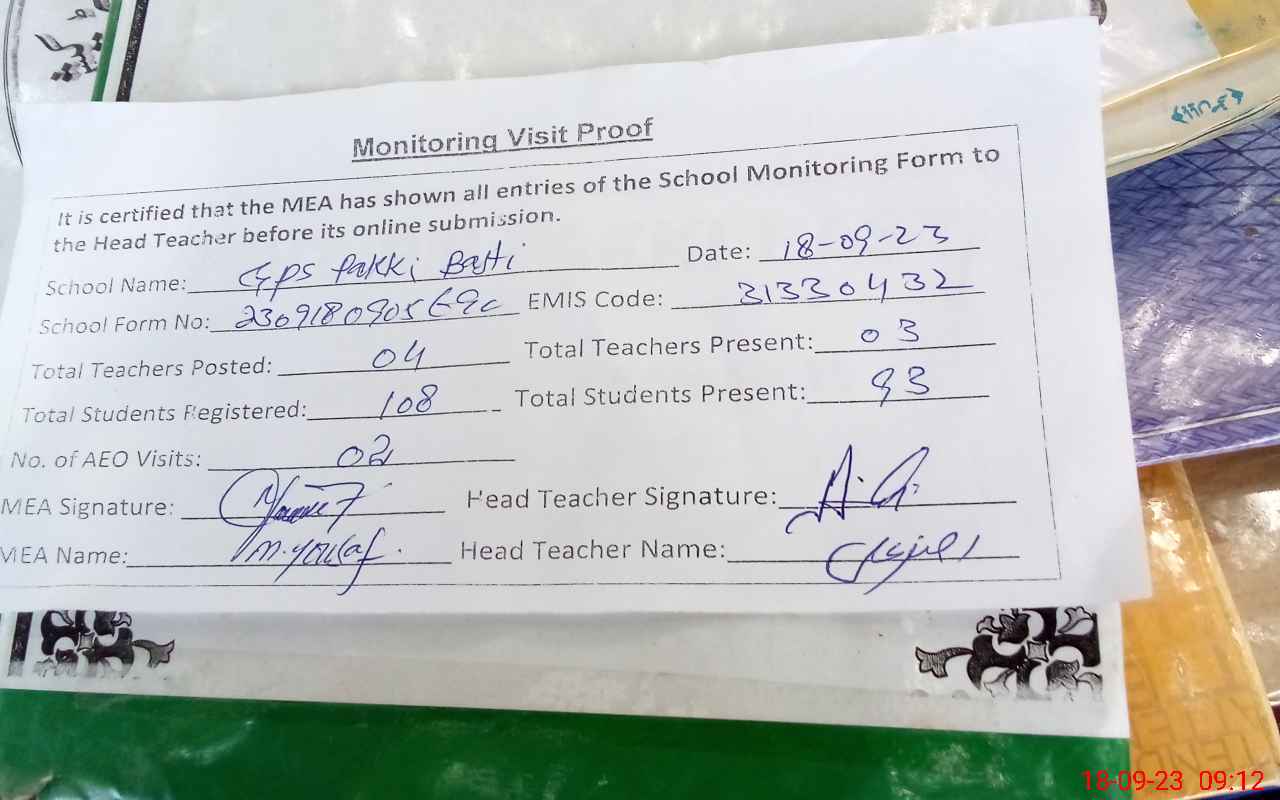 Monitoring Visit Proof
It is certified that the MEA has shown all entries of the School Monitoring Form to
the Head Teacher before its online submission.
School Name: GPS Pakki Basti Date: 18-09-23
School Form No: EMIS Code: 31330432
Total Teachers Posted: 04 Total Teachers Present: 03
Total Students Registered: 108 Total Students Present: 93
No. of AEO Visits: 02
MEA Signature: Head Teacher Signature:
MEA Name: M. Yousaf. Head Teacher Name:
18-09-23 09:12